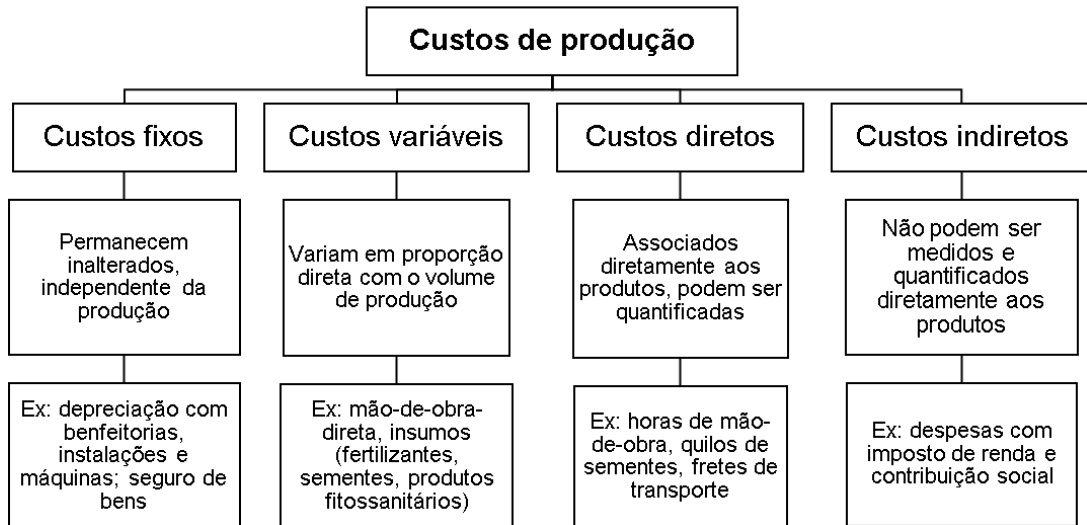 Custos de produção
Custos fixos
Custos variáveis
Custos diretos
Custos indiretos
Permanecem
inalterados,
independente da
produção
Variam em proporção
direta com o volume
de produção
Associados
diretamente aos
produtos, podem ser
quantificadas
Não podem ser
medidos e
quantificados
diretamente aos
produtos
Ex: depreciação com
benfeitorias,
instalações e
máquinas; seguro de
bens
Ex: mão-de-obra-
direta, insumos
(fertilizantes,
sementes, produtos
fitossanitários)
Ex: horas de mão-
de-obra, quilos de
sementes, fretes de
transporte
Ex: despesas com
imposto de renda e
contribuição social